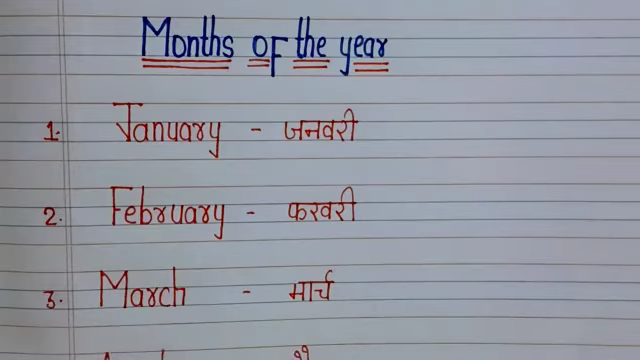 Months of the year
1. January - जनवरी
2. February - फरवरी
3. March - मार्च